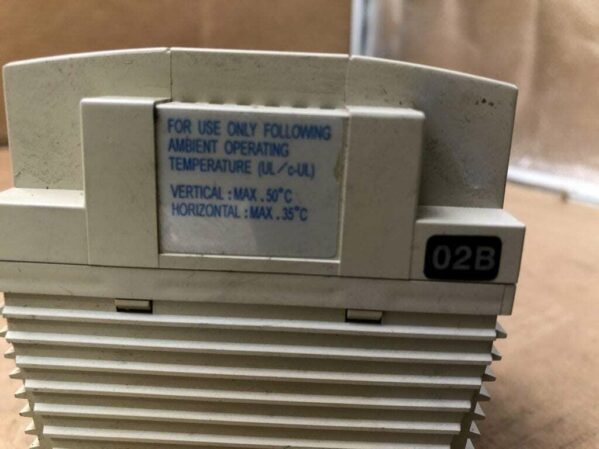 FOR USE ONLY FOLLOWING
AMBIENT OPERATING
TEMPERATURE (UL/c-UL)
VERTICAL : MAX. 50°C
HORIZONTAL : MAX. 35°C
02B